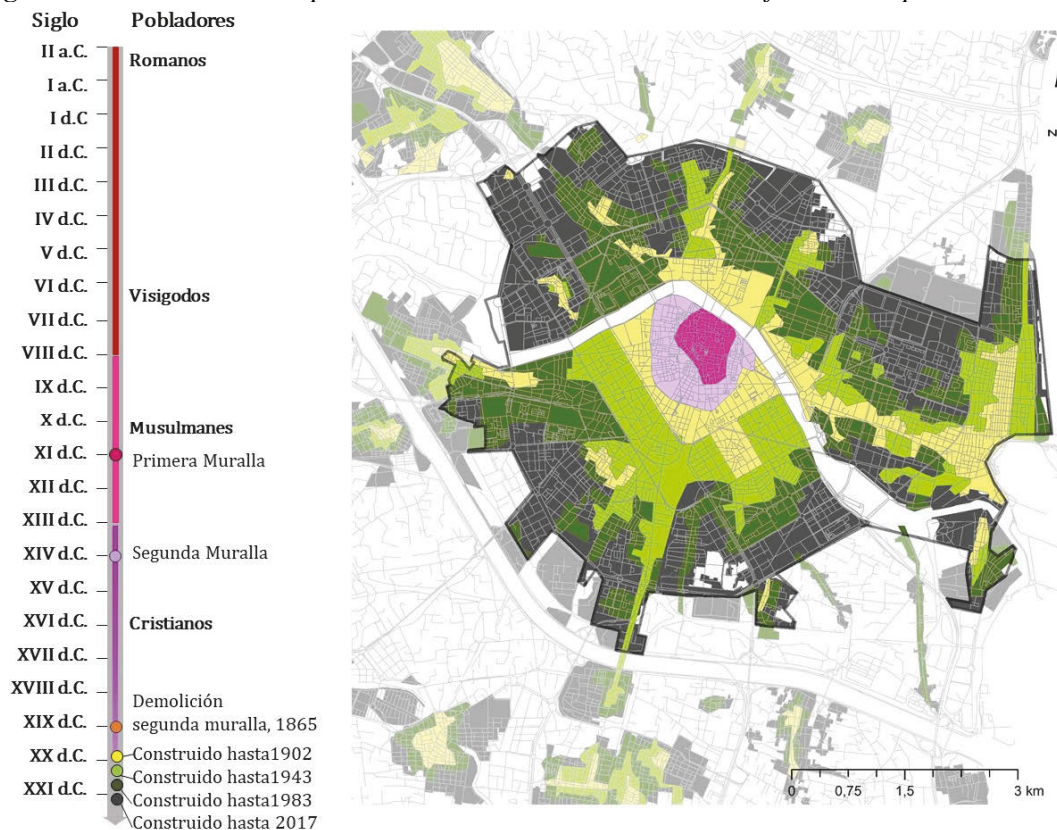 Siglo Pobladores
II a.C.
Romanos
I a.C.
I d.C
II d.C.
III d.C.
IV d.C.
V d.C.
VI d.C.
Visigodos
VII d.C.
VIII d.C.
IX d.C.
X d.C.
Musulmanes
XI d.C.
Primera Muralla
XII d.C.
XIII d.C.
XIV d.C.
Segunda Muralla
XV d.C.
XVI d.C.
Cristianos
XVII d.C.
XVIII d.C.
Demolición
XIX d.C.
segunda muralla, 1865
XX d.C.
Construido hasta1902
Construido hasta1943
XXI d.C.
Construido hasta1983
Construido hasta 2017
z
0 0,75 1,5 3 km